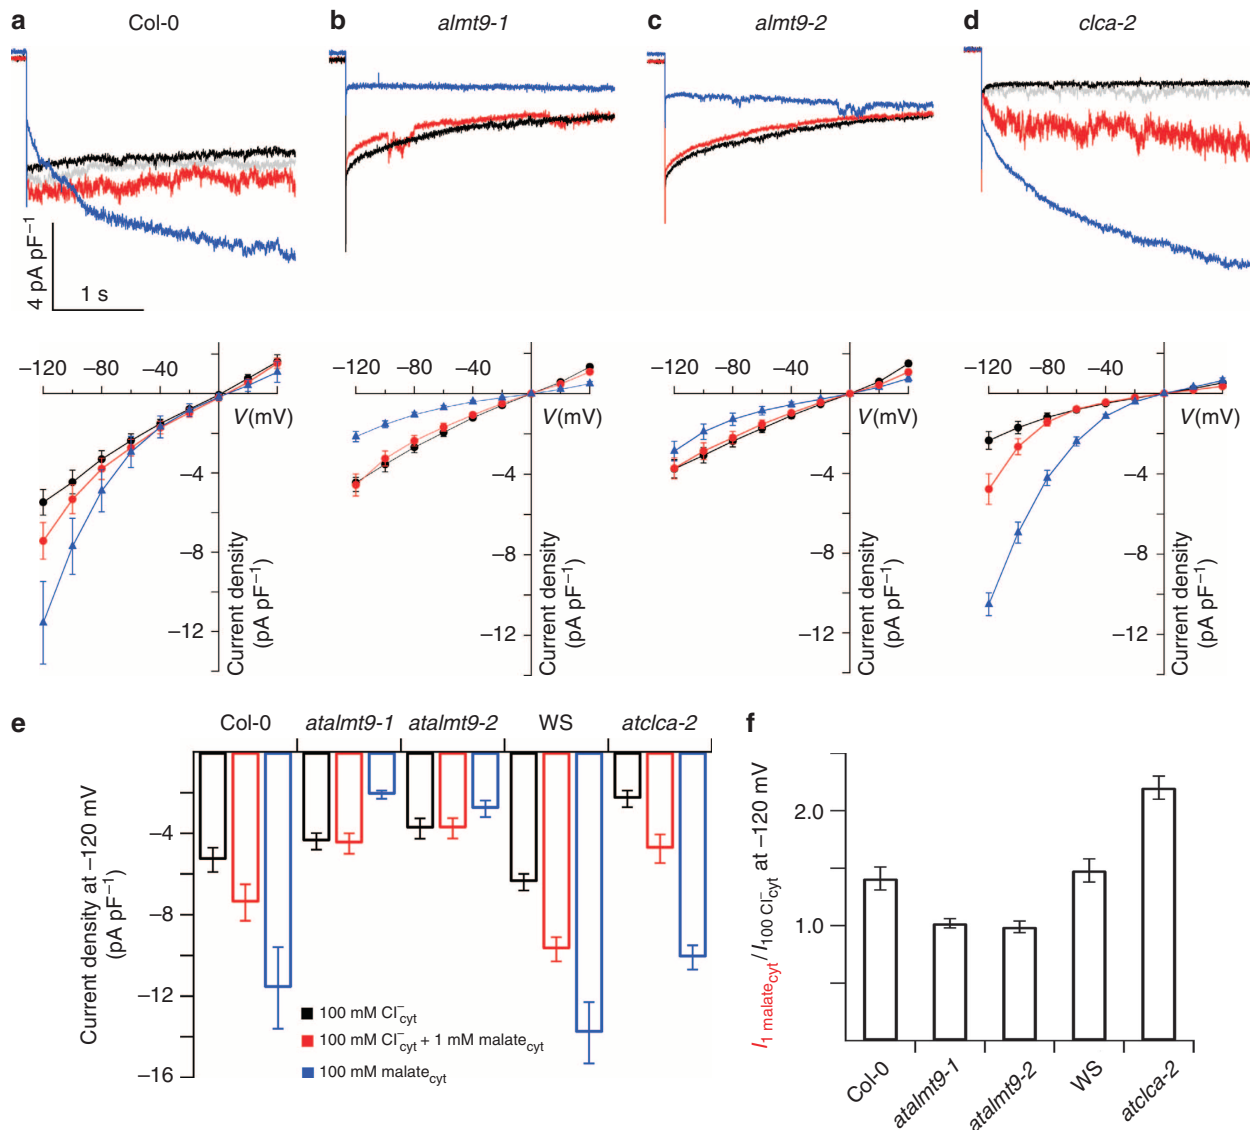 a Col-0 b almt9-1 c almt9-2 d clca-2
4 pA pF⁻¹
1 s
−120 −80 −40
V(mV)
−4
−8
−12
Current density
(pA pF⁻¹)
−120 −80 −40
V(mV)
−4
−8
−12
Current density
(pA pF⁻¹)
−120 −80 −40
V(mV)
−4
−8
−12
Current density
(pA pF⁻¹)
−120 −80 −40
V(mV)
−4
−8
−12
Current density
(pA pF⁻¹)
e Col-0 atalmt9-1 atalmt9-2 WS atclca-2
Current density at −120 mV
(pA pF⁻¹)
−4
−8
−12
−16
100 mM Cl⁻cyt
100 mM Cl⁻cyt + 1 mM malatecyt
100 mM malatecyt
f
I1 malatecyt/I100 Cl⁻cyt at −120 mV
2.0
1.0
Col-0
atalmt9-1
atalmt9-2
WS
atclca-2